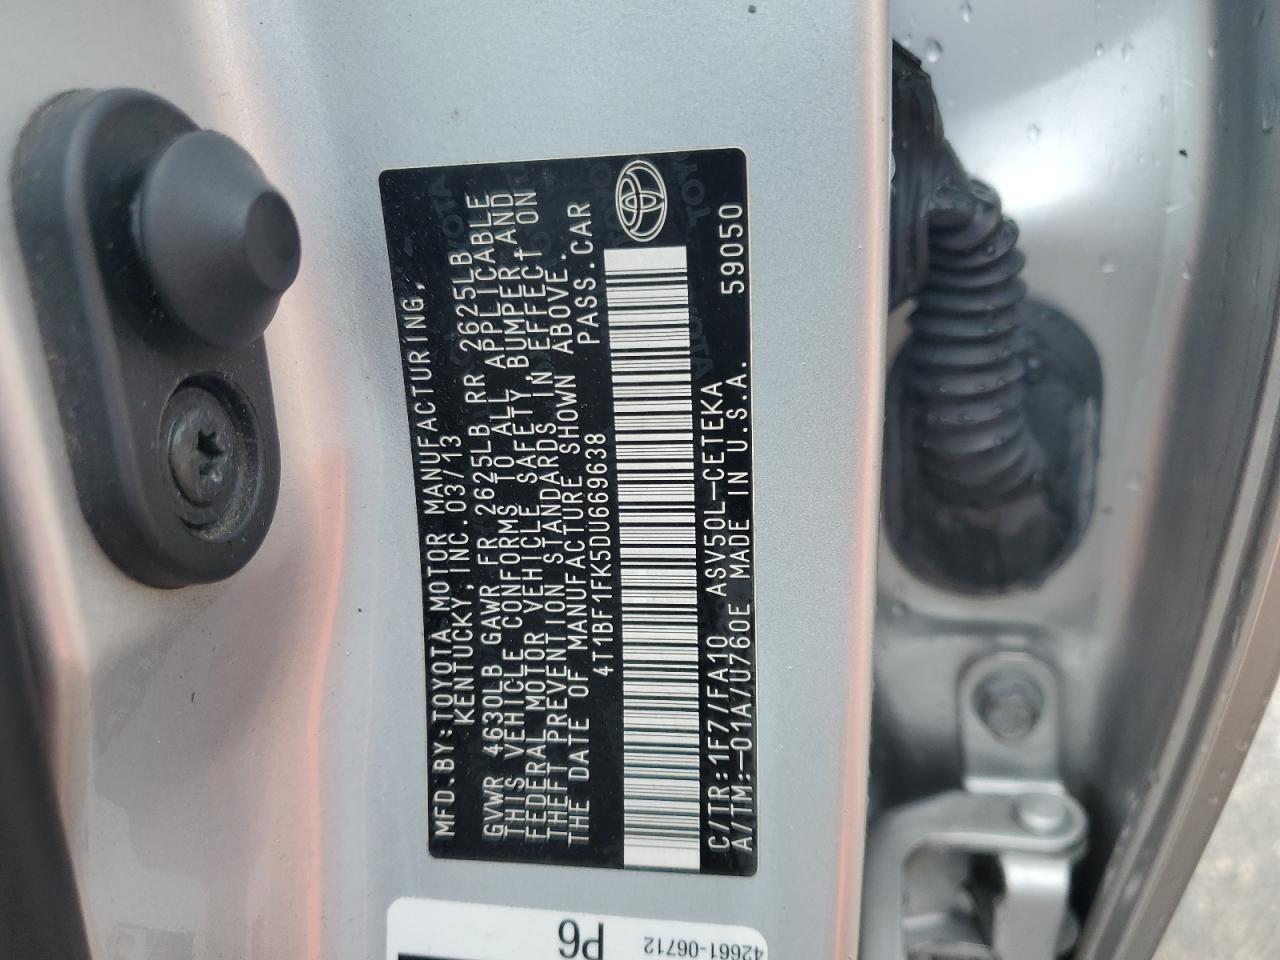 MFD.BY:TOYOTA MOTOR MANUFACTURING,
KENTUCKY, INC. 03/13
GVWR 4630LB GAWR FR 2625LB RR 2625LB
THIS VEHICLE CONFORMS TO ALL APPLICABLE
FEDERAL MOTOR VEHICLE SAFETY, BUMPER, AND
THEFT PREVENTION STANDARDS IN EFFECT ON
THE DATE OF MANUFACTURE SHOWN ABOVE.
4T1BF1FK5DU669638 PASS.CAR
C/TR:1F7/FA10 ASV50L-CETEKA 59050
A/TM:-01A/U760E MADE IN U.S.A.
P6
42661-06712